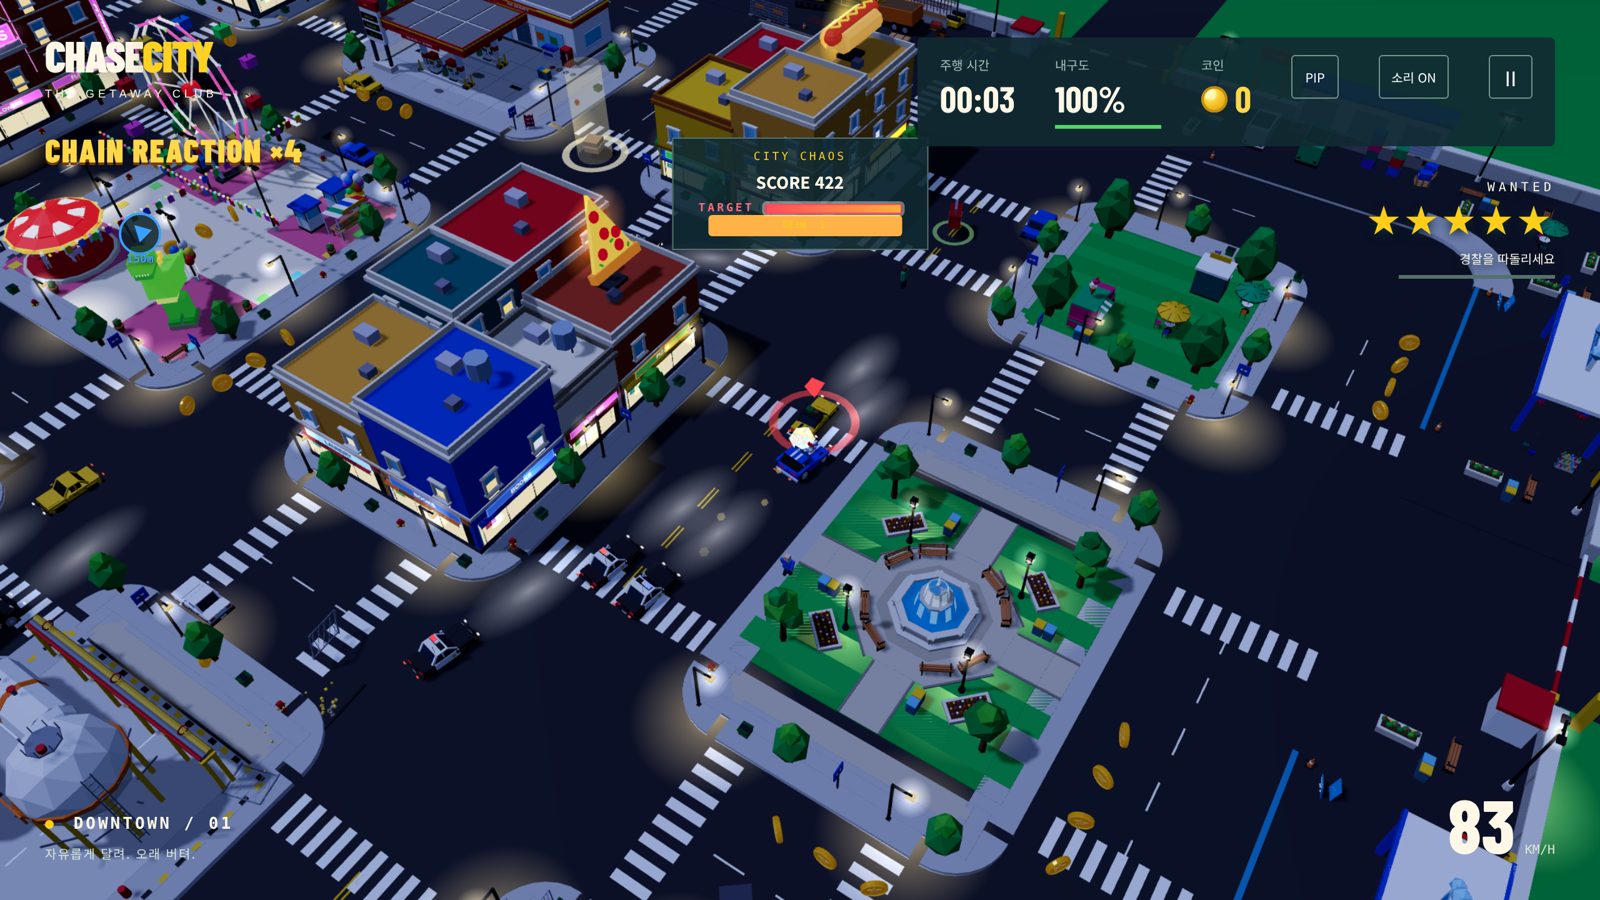 CHASECITY
THE GETAWAY CLUB
CHAIN REACTION ×4
주행 시간
00:03
내구도
100%
코인
0
PIP
소리 ON
CITY CHAOS
SCORE 422
TARGET
WANTED
경찰을 따돌리세요
150m
DOWNTOWN / 01
자유롭게 달려. 오래 버텨.
83
KM/H